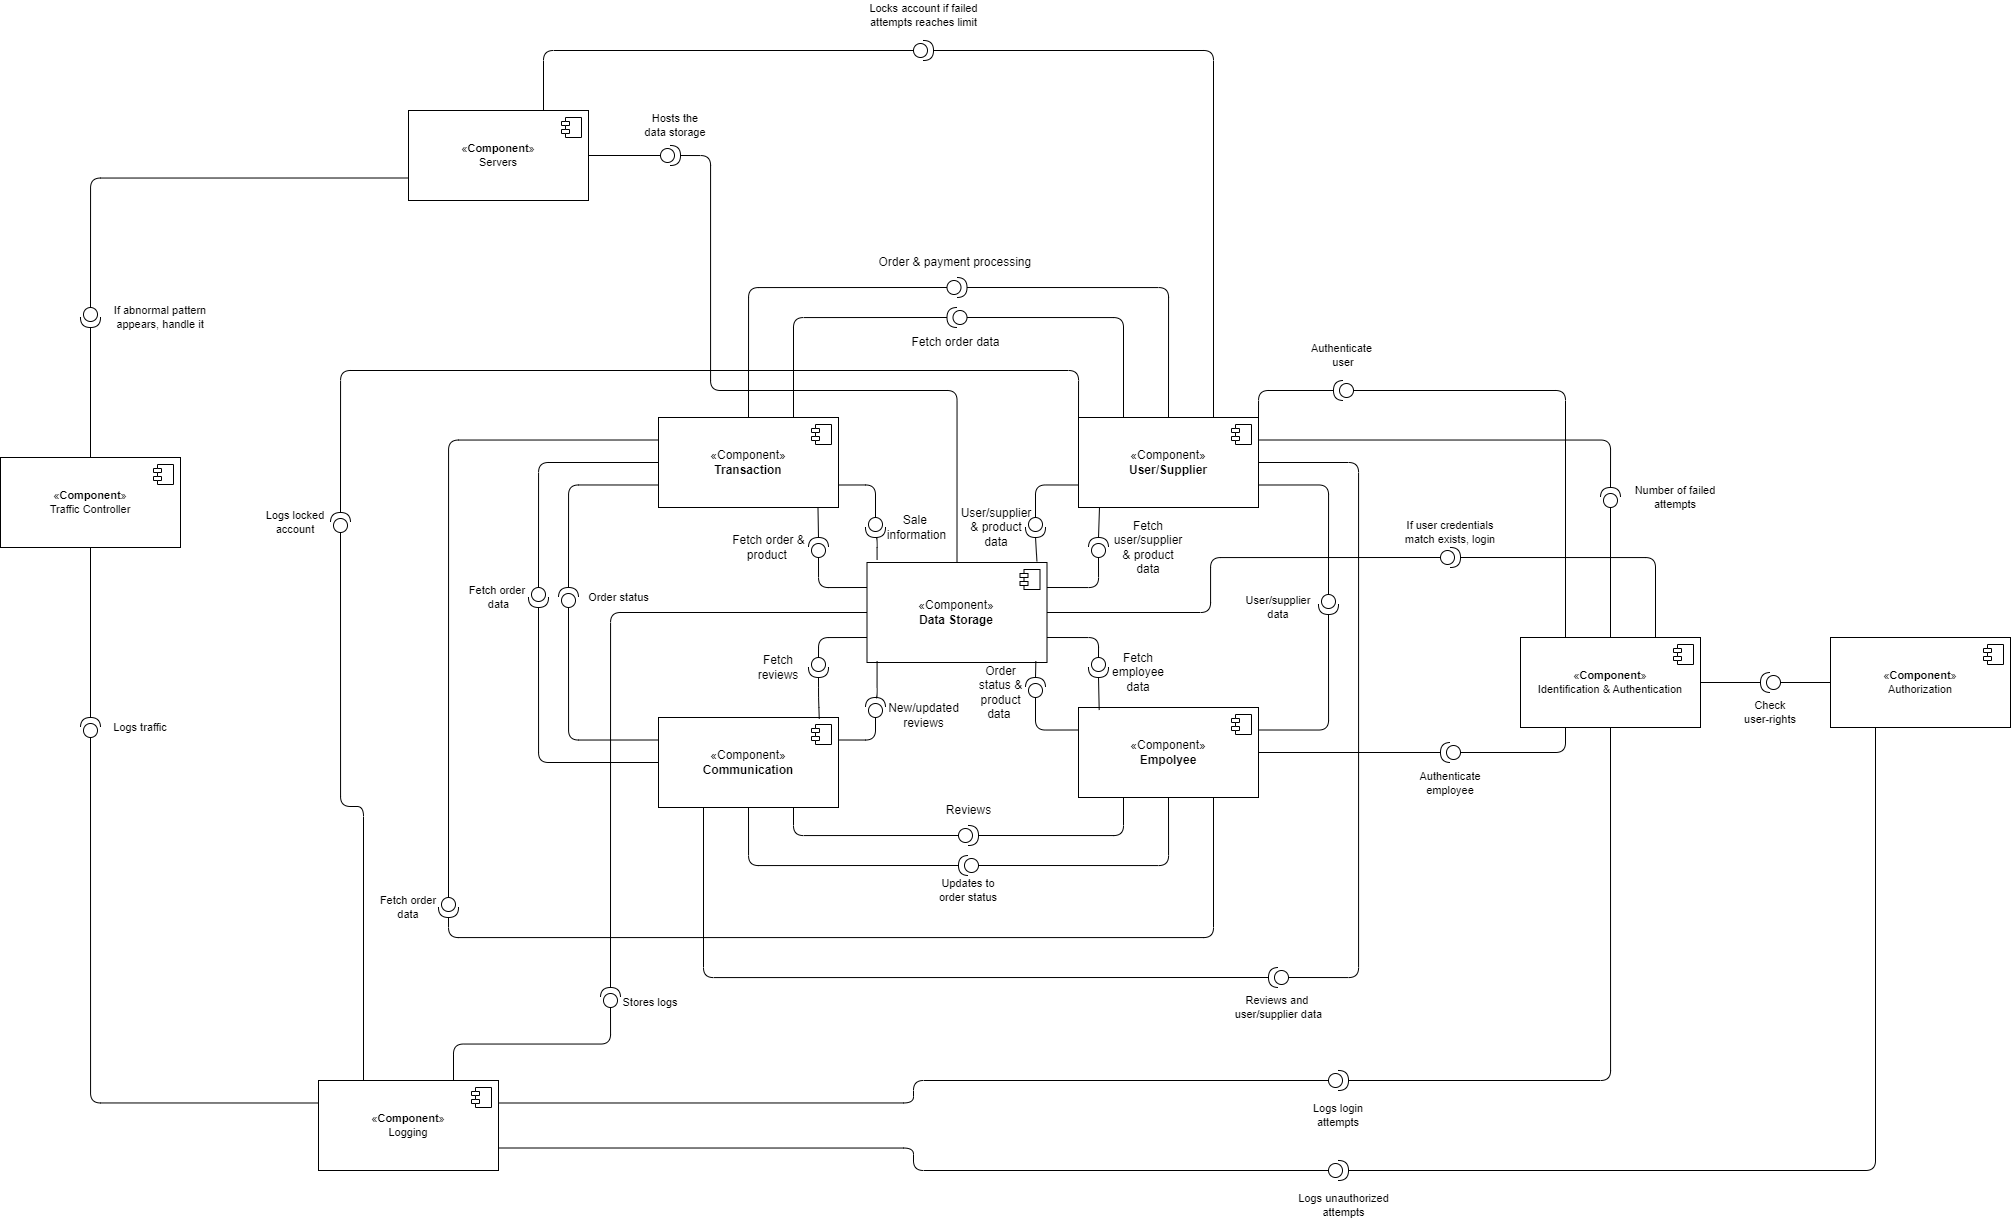 Locks account if failed
attempts reaches limit
Hosts the
data storage
«Component»
Servers
Order & payment processing
If abnormal pattern
appears, handle it
Fetch order data
Authenticate
user
«Component»
Transaction
«Component»
User/Supplier
«Component»
Traffic Controller
Logs locked
account
Number of failed
attempts
Sale
information
User/supplier
& product
data
Fetch
user/supplier
& product
data
Fetch order &
product
If user credentials
match exists, login
Fetch order
data
Order status
«Component»
Data Storage
User/supplier
data
Fetch
reviews
Order
status &
product
data
Fetch
employee
data
«Component»
Identification & Authentication
«Component»
Authorization
Check
user-rights
New/updated
reviews
Logs traffic
«Component»
Communication
«Component»
Empolyee
Authenticate
employee
Reviews
Updates to
order status
Fetch order
data
Stores logs
Reviews and
user/supplier data
«Component»
Logging
Logs login
attempts
Logs unauthorized
attempts